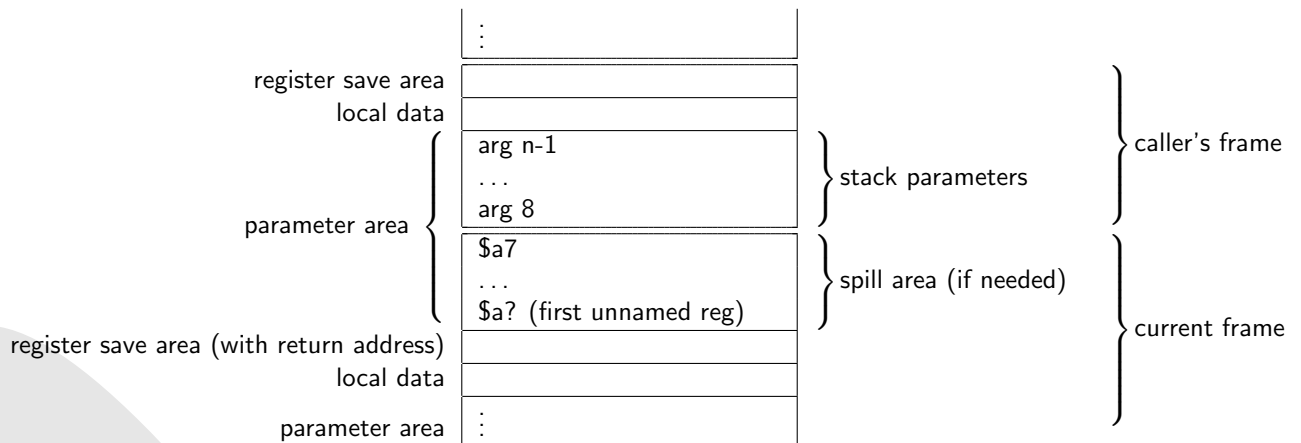 ⋮
register save area
local data
arg n-1
. . .
arg 8
stack parameters
caller's frame
parameter area
$a7
. . .
$a? (first unnamed reg)
spill area (if needed)
current frame
register save area (with return address)
local data
parameter area
⋮